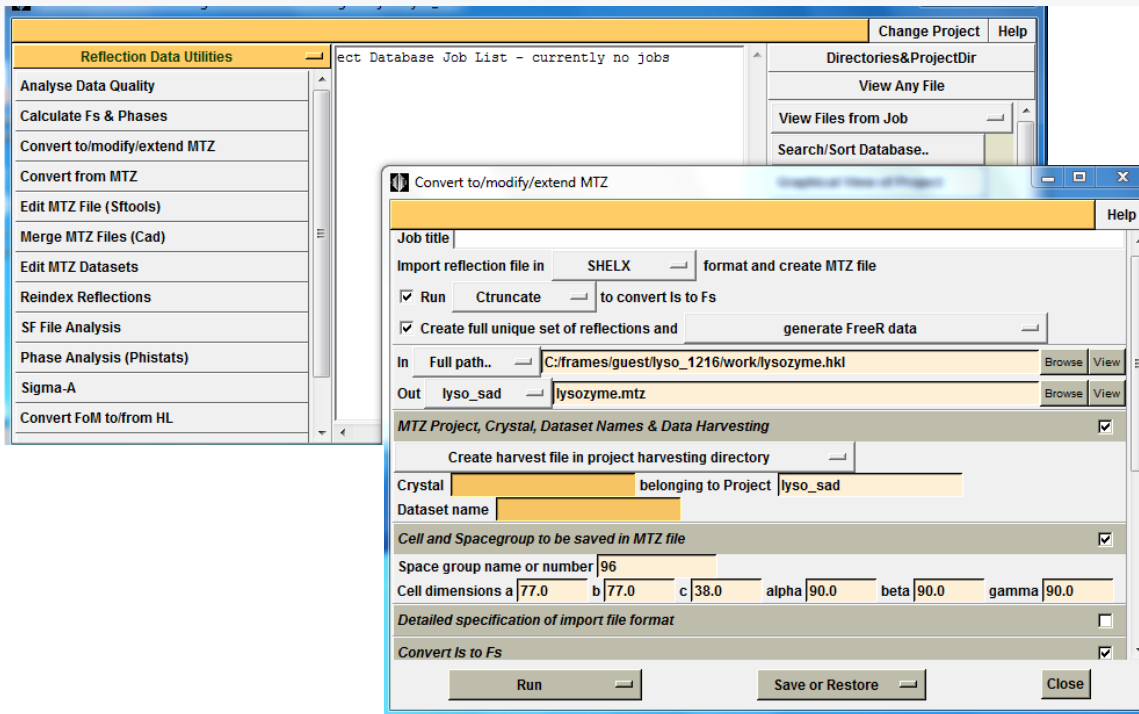 Change Project Help
Reflection Data Utilities
ect Database Job List - currently no jobs
Directories&ProjectDir
Analyse Data Quality
View Any File
Calculate Fs & Phases
View Files from Job
Convert to/modify/extend MTZ
Search/Sort Database..
Convert from MTZ
Graphical View of Project
Edit MTZ File (Sftools)
Merge MTZ Files (Cad)
Edit MTZ Datasets
Reindex Reflections
SF File Analysis
Phase Analysis (Phistats)
Sigma-A
Convert FoM to/from HL
Convert to/modify/extend MTZ
Help
Job title
Import reflection file in SHELX format and create MTZ file
Run Ctruncate to convert Is to Fs
Create full unique set of reflections and generate FreeR data
In Full path.. C:/frames/guest/lyso_1216/work/lysozyme.hkl Browse View
Out lyso_sad lysozyme.mtz Browse View
MTZ Project, Crystal, Dataset Names & Data Harvesting
Create harvest file in project harvesting directory
Crystal belonging to Project lyso_sad
Dataset name
Cell and Spacegroup to be saved in MTZ file
Space group name or number 96
Cell dimensions a 77.0 b 77.0 c 38.0 alpha 90.0 beta 90.0 gamma 90.0
Detailed specification of import file format
Convert Is to Fs
Run Save or Restore Close